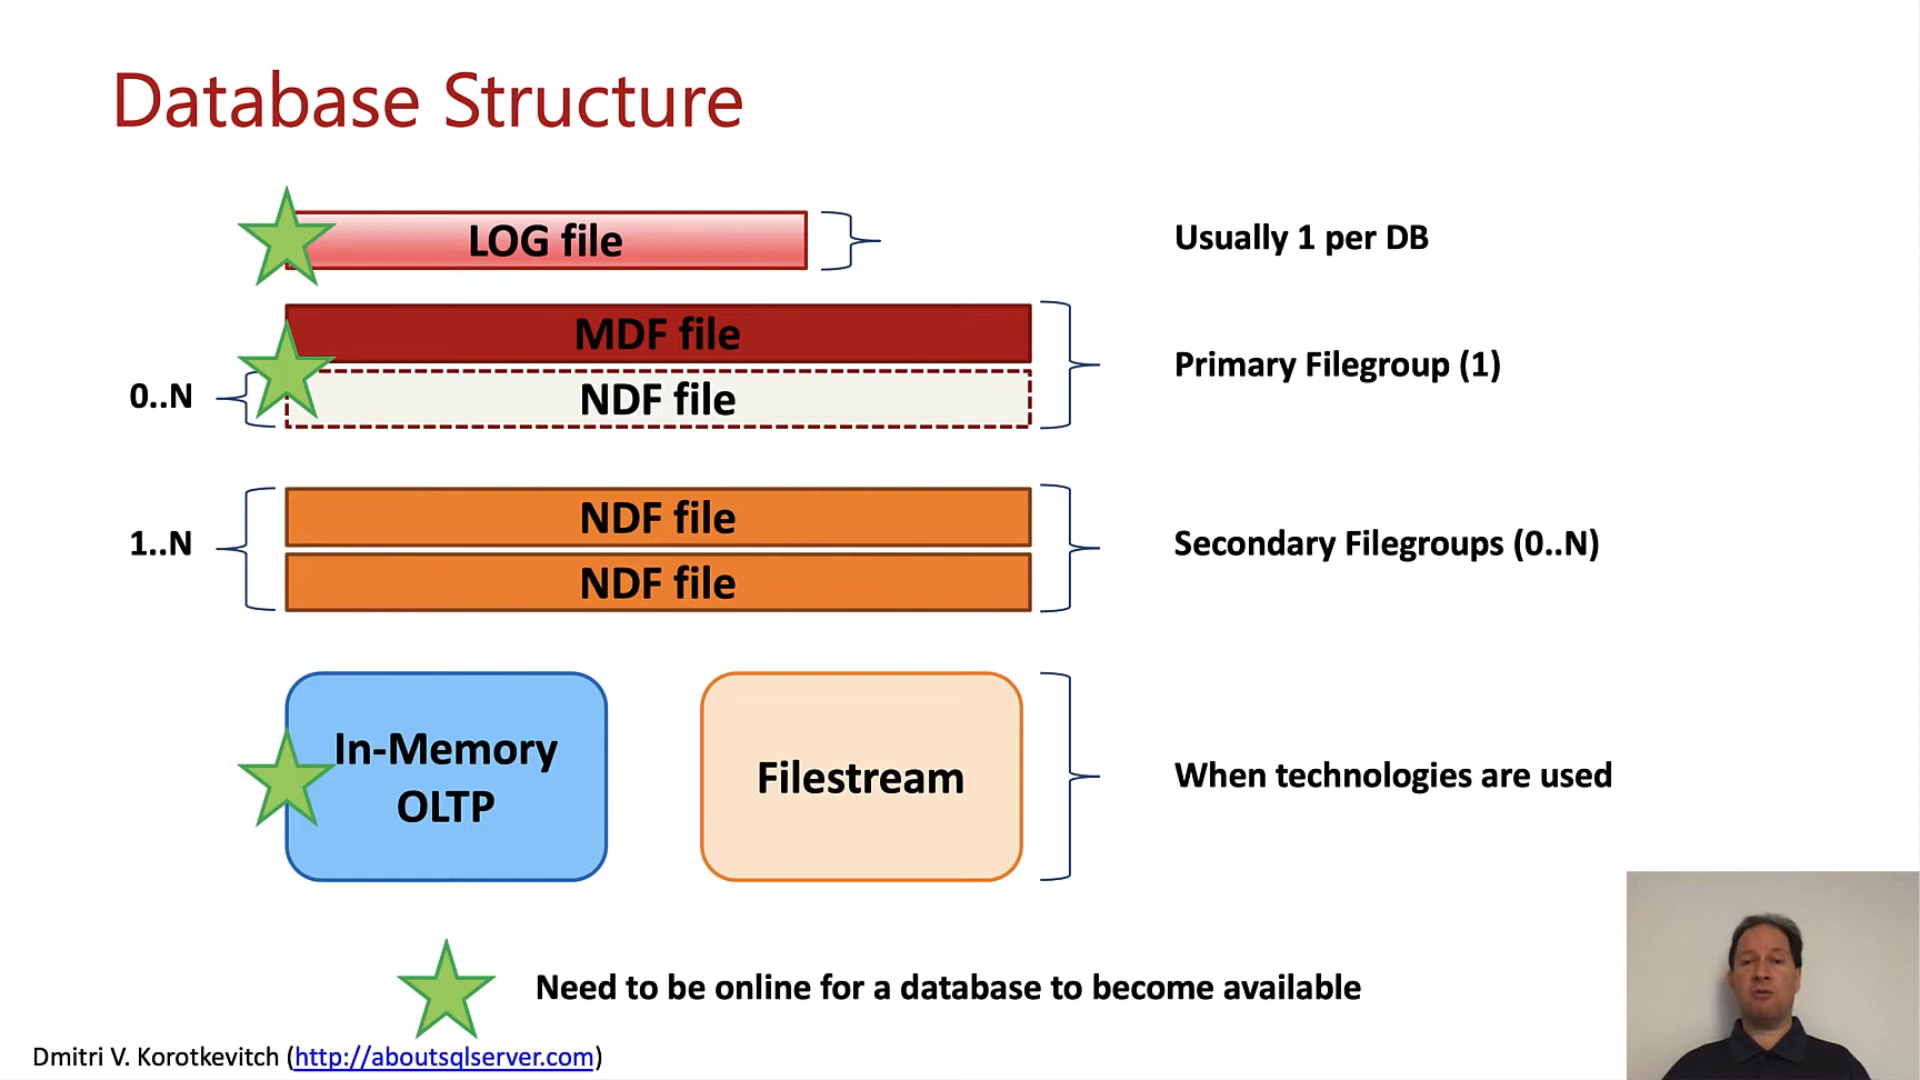 Database Structure
LOG file
Usually 1 per DB
MDF file
Primary Filegroup (1)
0..N
NDF file
NDF file
1..N
Secondary Filegroups (0..N)
NDF file
In-Memory
OLTP
Filestream
When technologies are used
Need to be online for a database to become available
Dmitri V. Korotkevitch (http://aboutsqlserver.com)